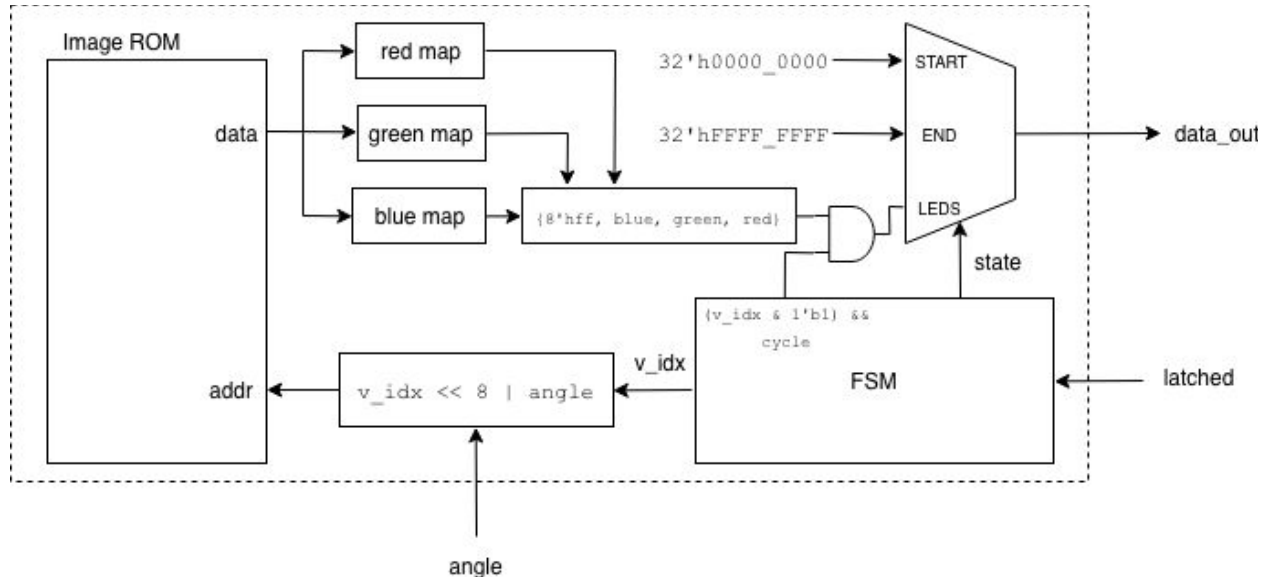 Image ROM
red map
32'h0000_0000
START
data
green map
32'hFFFF_FFFF
END
data_out
blue map
{8'hff, blue, green, red}
LEDS
state
(v_idx & 1'b1) &&
cycle
v_idx
addr
v_idx << 8 | angle
FSM
latched
angle